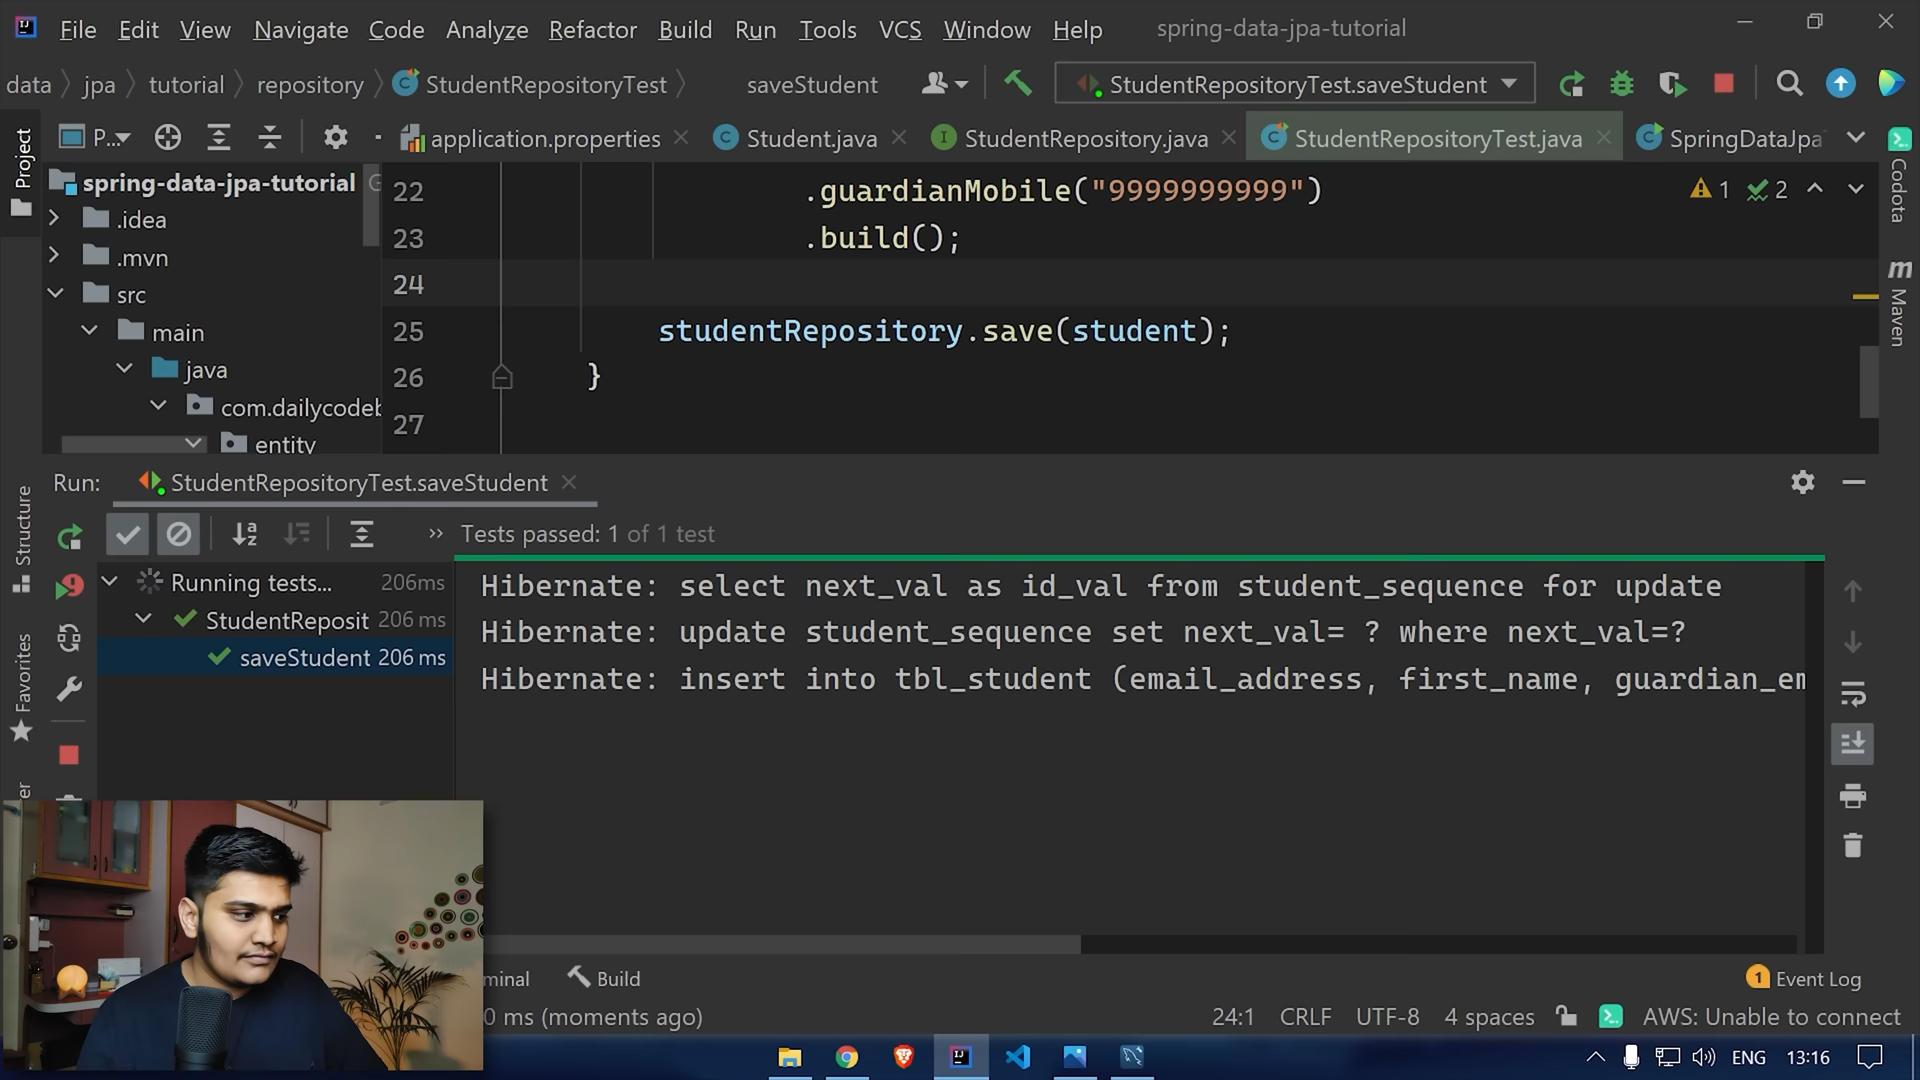 File Edit View Navigate Code Analyze Refactor Build Run Tools VCS Window Help spring-data-jpa-tutorial
data jpa tutorial repository StudentRepositoryTest saveStudent StudentRepositoryTest.saveStudent
P... application.properties Student.java StudentRepository.java StudentRepositoryTest.java SpringDataJpa
Project
spring-data-jpa-tutorial
.idea
.mvn
src
main
java
com.dailycodeb
entity
22 .guardianMobile("9999999999")
23 .build();
24
25 studentRepository.save(student);
26 }
27
1 2
Codota
Maven
Run: StudentRepositoryTest.saveStudent
Structure
Favorites
Tests passed: 1 of 1 test
Running tests... 206ms
StudentReposit 206 ms
saveStudent 206 ms
Hibernate: select next_val as id_val from student_sequence for update
Hibernate: update student_sequence set next_val= ? where next_val=?
Hibernate: insert into tbl_student (email_address, first_name, guardian_em
minal Build 1 Event Log
0 ms (moments ago) 24:1 CRLF UTF-8 4 spaces AWS: Unable to connect
ENG 13:16